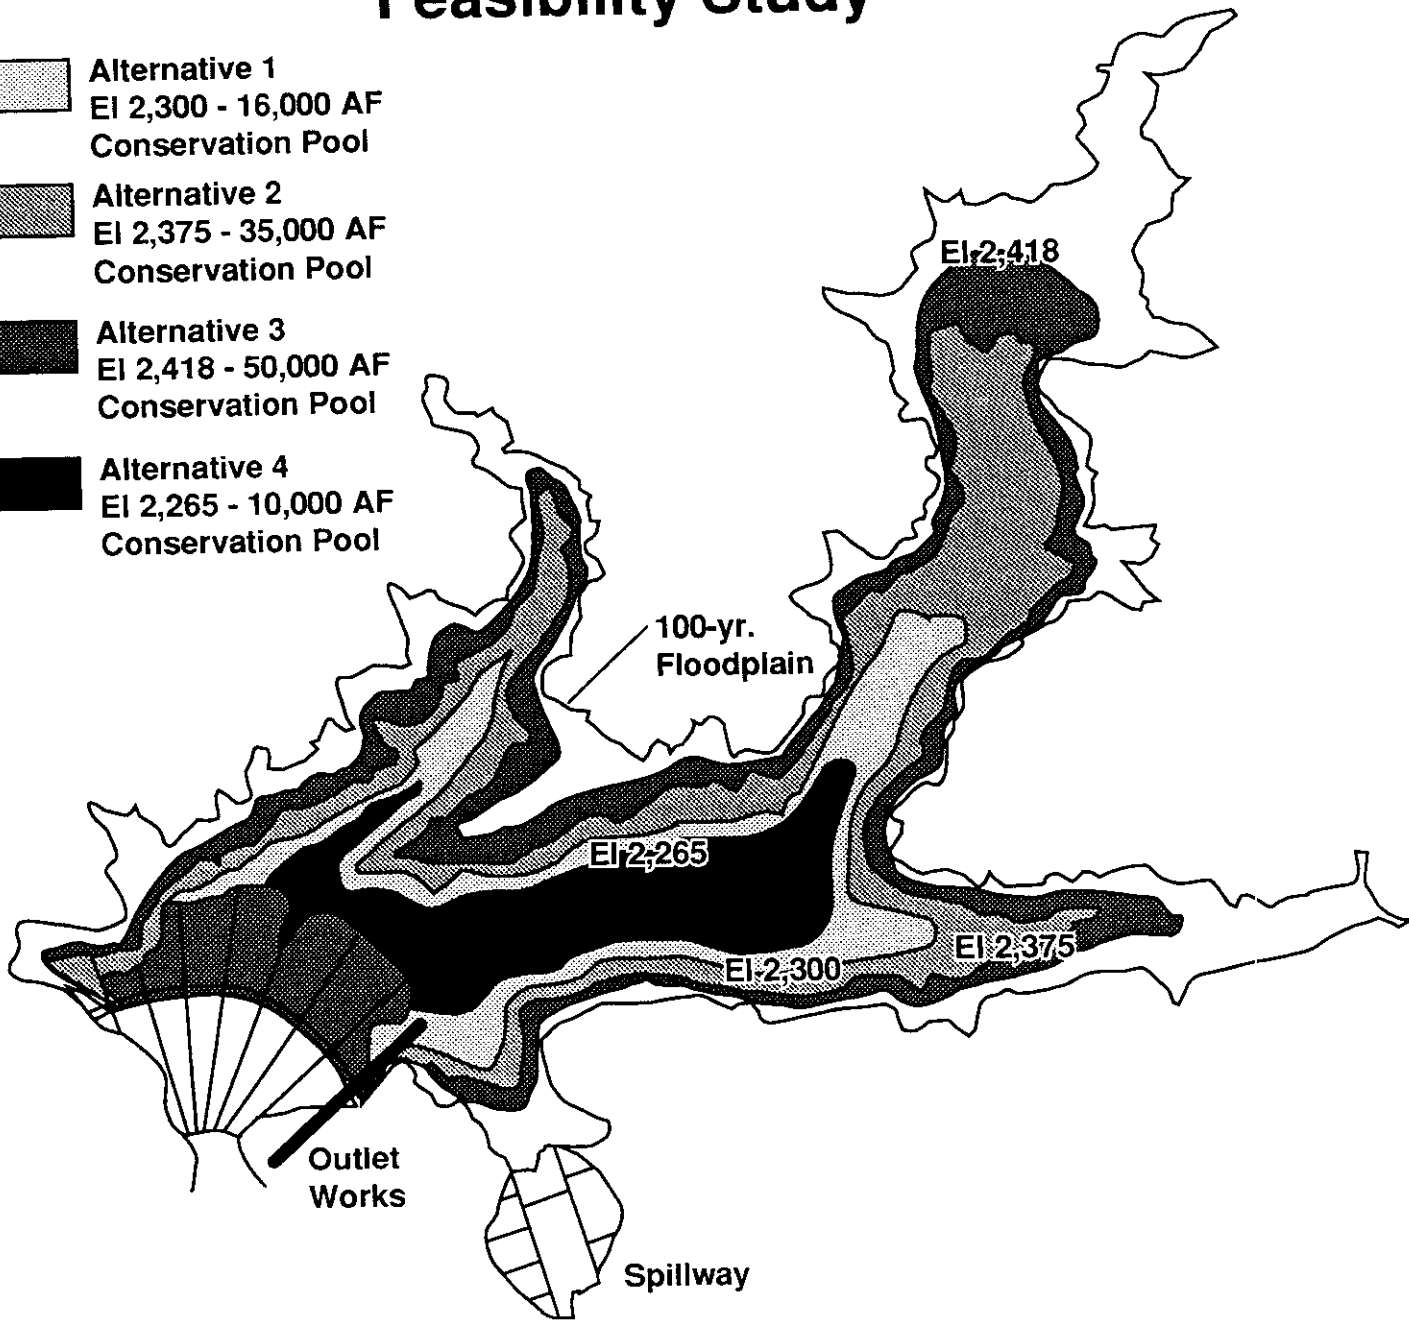 Feasibility Study
Alternative 1
El 2,300 - 16,000 AF
Conservation Pool
Alternative 2
El 2,375 - 35,000 AF
Conservation Pool
Alternative 3
El 2,418 - 50,000 AF
Conservation Pool
Alternative 4
El 2,265 - 10,000 AF
Conservation Pool
El 2,418
100-yr.
Floodplain
El 2,265
El 2,375
El 2,300
Outlet
Works
Spillway